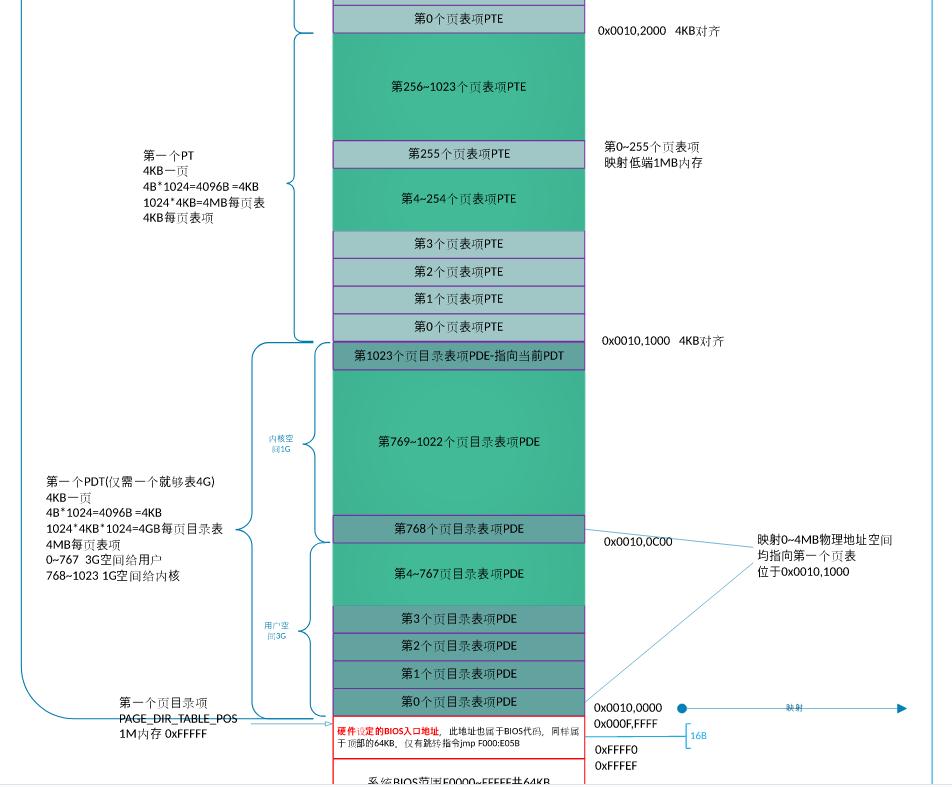 第0个页表项PTE
0x0010,2000 4KB对齐
第256~1023个页表项PTE
第255个页表项PTE
第0~255个页表项
映射低端1MB内存
第一个PT
4KB一页
4B*1024=4096B =4KB
1024*4KB=4MB每页表
4KB每页表项
第4~254个页表项PTE
第3个页表项PTE
第2个页表项PTE
第1个页表项PTE
第0个页表项PTE
0x0010,1000 4KB对齐
第1023个页目录表项PDE-指向当前PDT
内核空
间1G
第769~1022个页目录表项PDE
第一个PDT(仅需一个就够表4G)
4KB一页
4B*1024=4096B =4KB
1024*4KB*1024=4GB每页目录表
4MB每页表项
0~767 3G空间给用户
768~1023 1G空间给内核
第768个页目录表项PDE
0x0010,0C00
映射0~4MB物理地址空间
均指向第一个页表
位于0x0010,1000
第4~767个页目录表项PDE
用户空
间3G
第3个页目录表项PDE
第2个页目录表项PDE
第1个页目录表项PDE
第0个页目录表项PDE
第一个页目录项
PAGE_DIR_TABLE_POS
1M内存 0xFFFFF
0x0010,0000
0x000F,FFFF
映射
16B
0xFFFF0
0xFFFEF
硬件设定的BIOS入口地址，此地址也属于BIOS代码，同样属
于顶部的64KB，仅有跳转指令jmp F000:E05B
系统BIOS范围F0000~FFFFF共64KB